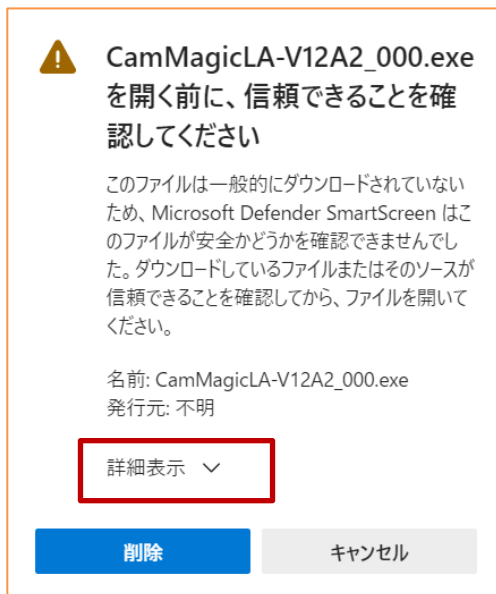 CamMagicLA-V12A2_000.exe
を開く前に、信頼できることを確
認してください
このファイルは一般的にダウンロードされていない
ため、Microsoft Defender SmartScreen はこ
のファイルが安全かどうかを確認できませんでし
た。ダウンロードしているファイルまたはそのソースが
信頼できることを確認してから、ファイルを開いて
ください。
名前: CamMagicLA-V12A2_000.exe
発行元: 不明
詳細表示
削除 キャンセル